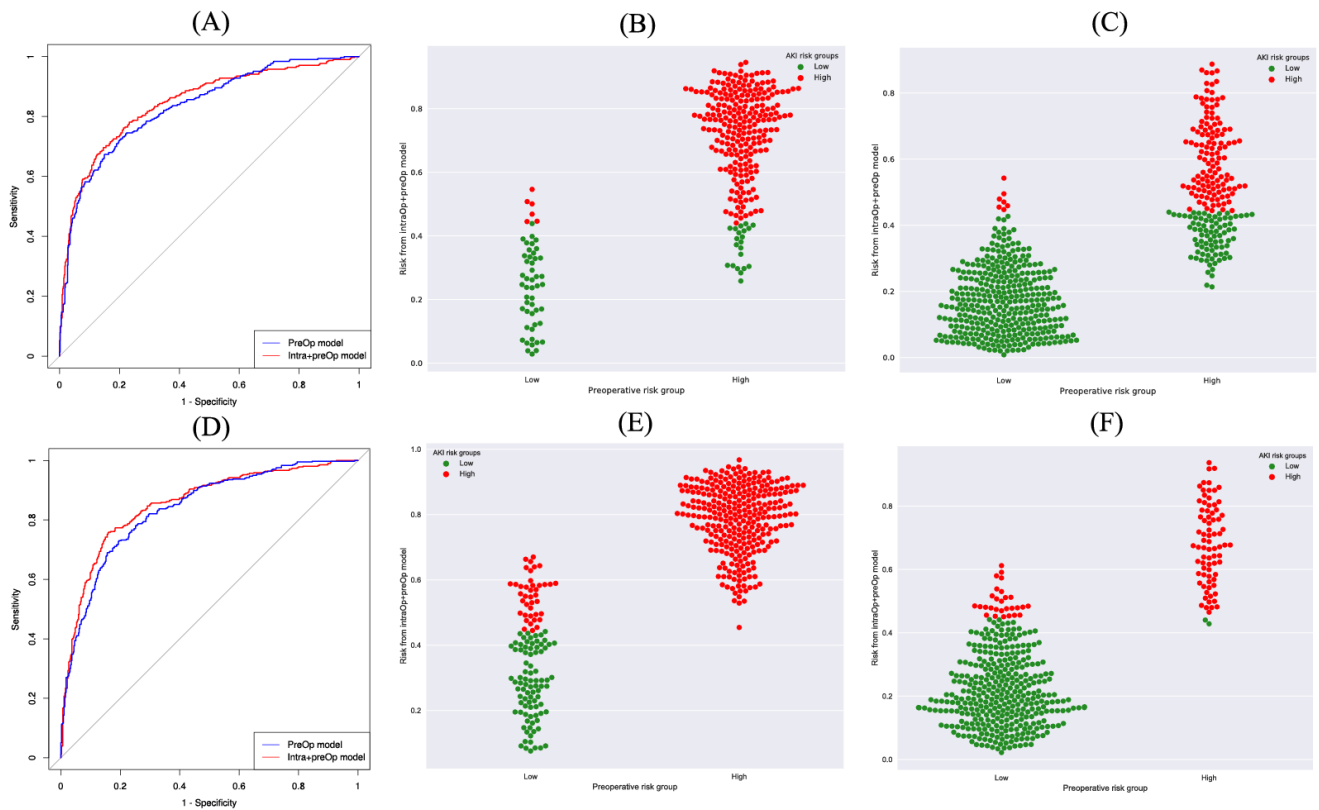 (A)
Sensitivity
1
0.8
0.6
0.4
0.2
0
0
0.2
0.4
0.6
0.8
1
1 - Specificity
PreOp model
Intra+preOp model
(B)
AKI risk groups
Low
High
Risk from intraOp+preOp model
0.8
0.6
0.4
0.2
0.0
Low
High
Preoperative risk group
(C)
AKI risk groups
Low
High
Risk from intraOp+preOp model
0.8
0.6
0.4
0.2
0.0
Low
High
Preoperative risk group
(D)
Sensitivity
1
0.8
0.6
0.4
0.2
0
0
0.2
0.4
0.6
0.8
1
1 - Specificity
PreOp model
Intra+preOp model
(E)
AKI risk groups
Low
High
Risk from intraOp+preOp model
1.0
0.8
0.6
0.4
0.2
Low
High
Preoperative risk group
(F)
AKI risk groups
Low
High
Risk from intraOp+preOp model
0.8
0.6
0.4
0.2
0.0
Low
High
Preoperative risk group